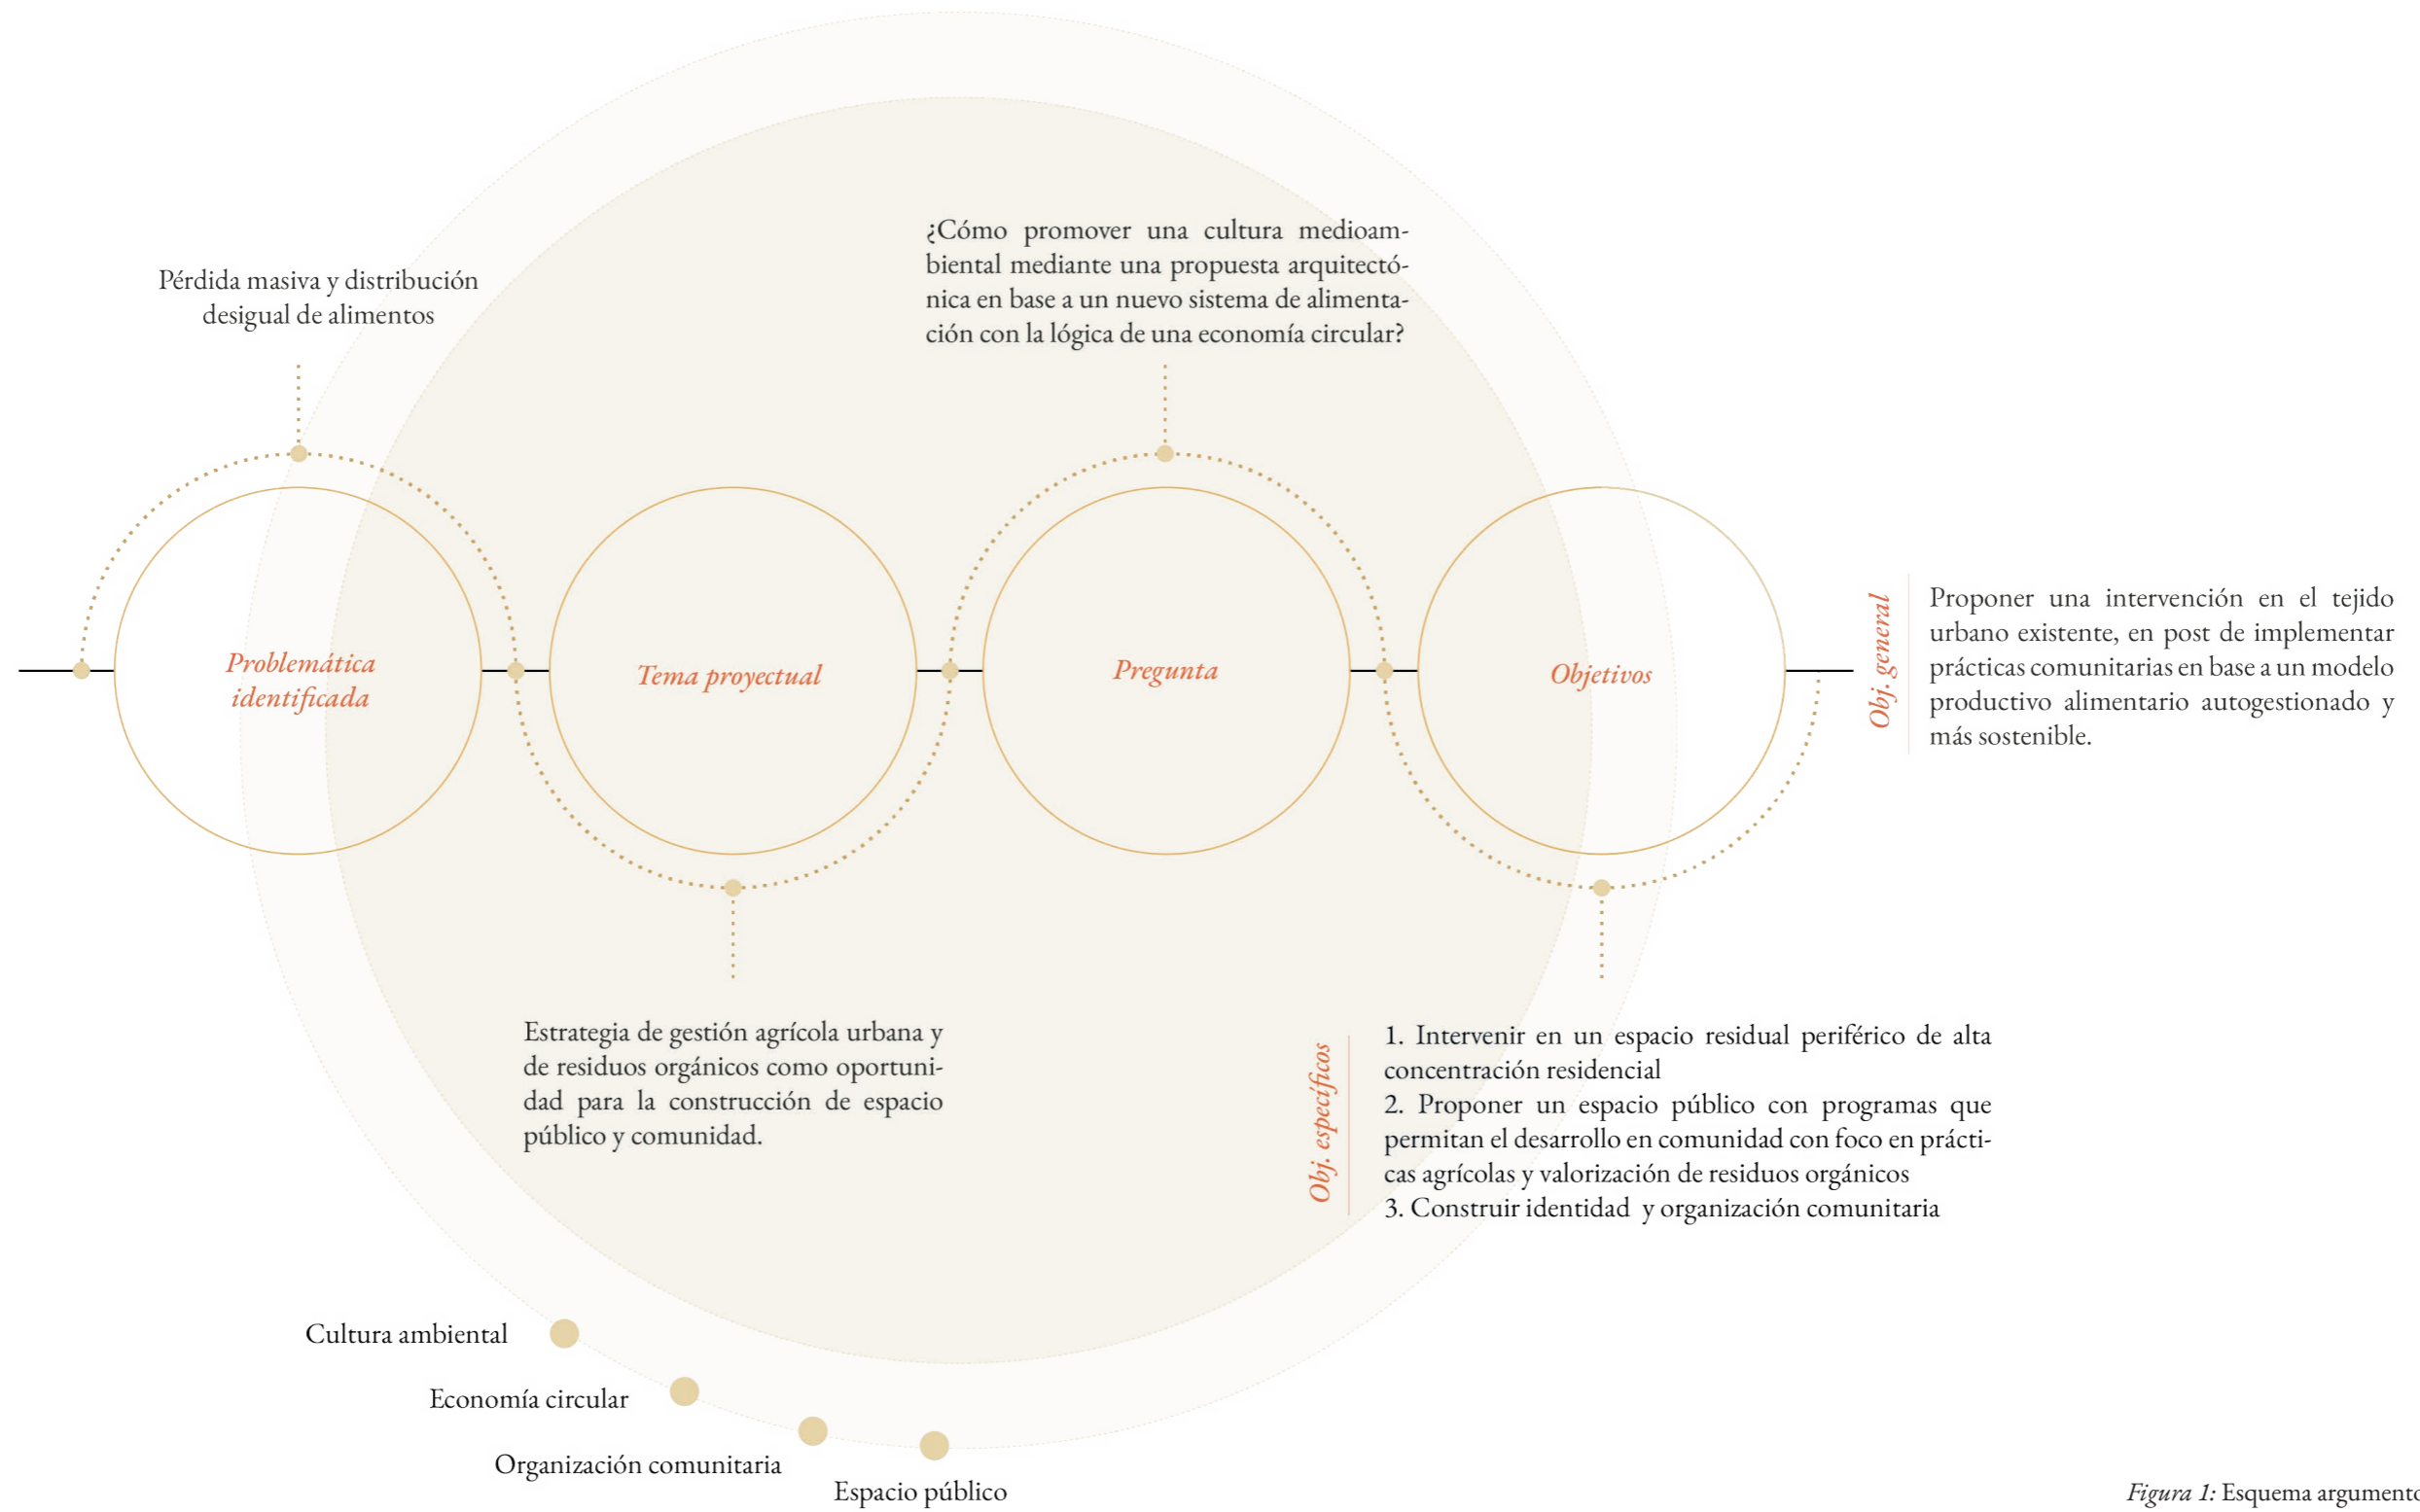 Pérdida masiva y distribución
desigual de alimentos
¿Cómo promover una cultura medioam-
biental mediante una propuesta arquitectó-
nica en base a un nuevo sistema de alimenta-
ción con la lógica de una economía circular?
Problemática
identificada
Tema proyectual
Pregunta
Objetivos
Obj. general
Proponer una intervención en el tejido
urbano existente, en post de implementar
prácticas comunitarias en base a un modelo
productivo alimentario autogestionado y
más sostenible.
Estrategia de gestión agrícola urbana y
de residuos orgánicos como oportuni-
dad para la construcción de espacio
público y comunidad.
Obj. específicos
1. Intervenir en un espacio residual periférico de alta
concentración residencial
2. Proponer un espacio público con programas que
permitan el desarrollo en comunidad con foco en prácti-
cas agrícolas y valorización de residuos orgánicos
3. Construir identidad y organización comunitaria
Cultura ambiental
Economía circular
Organización comunitaria
Espacio público
Figura 1: Esquema argumento